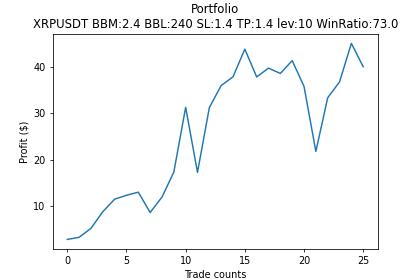 Portfolio
XRPUSDT BBM:2.4 BBL:240 SL:1.4 TP:1.4 lev:10 WinRatio:73.0
40
30
20
10
Profit ($)
0 5 10 15 20 25
Trade counts